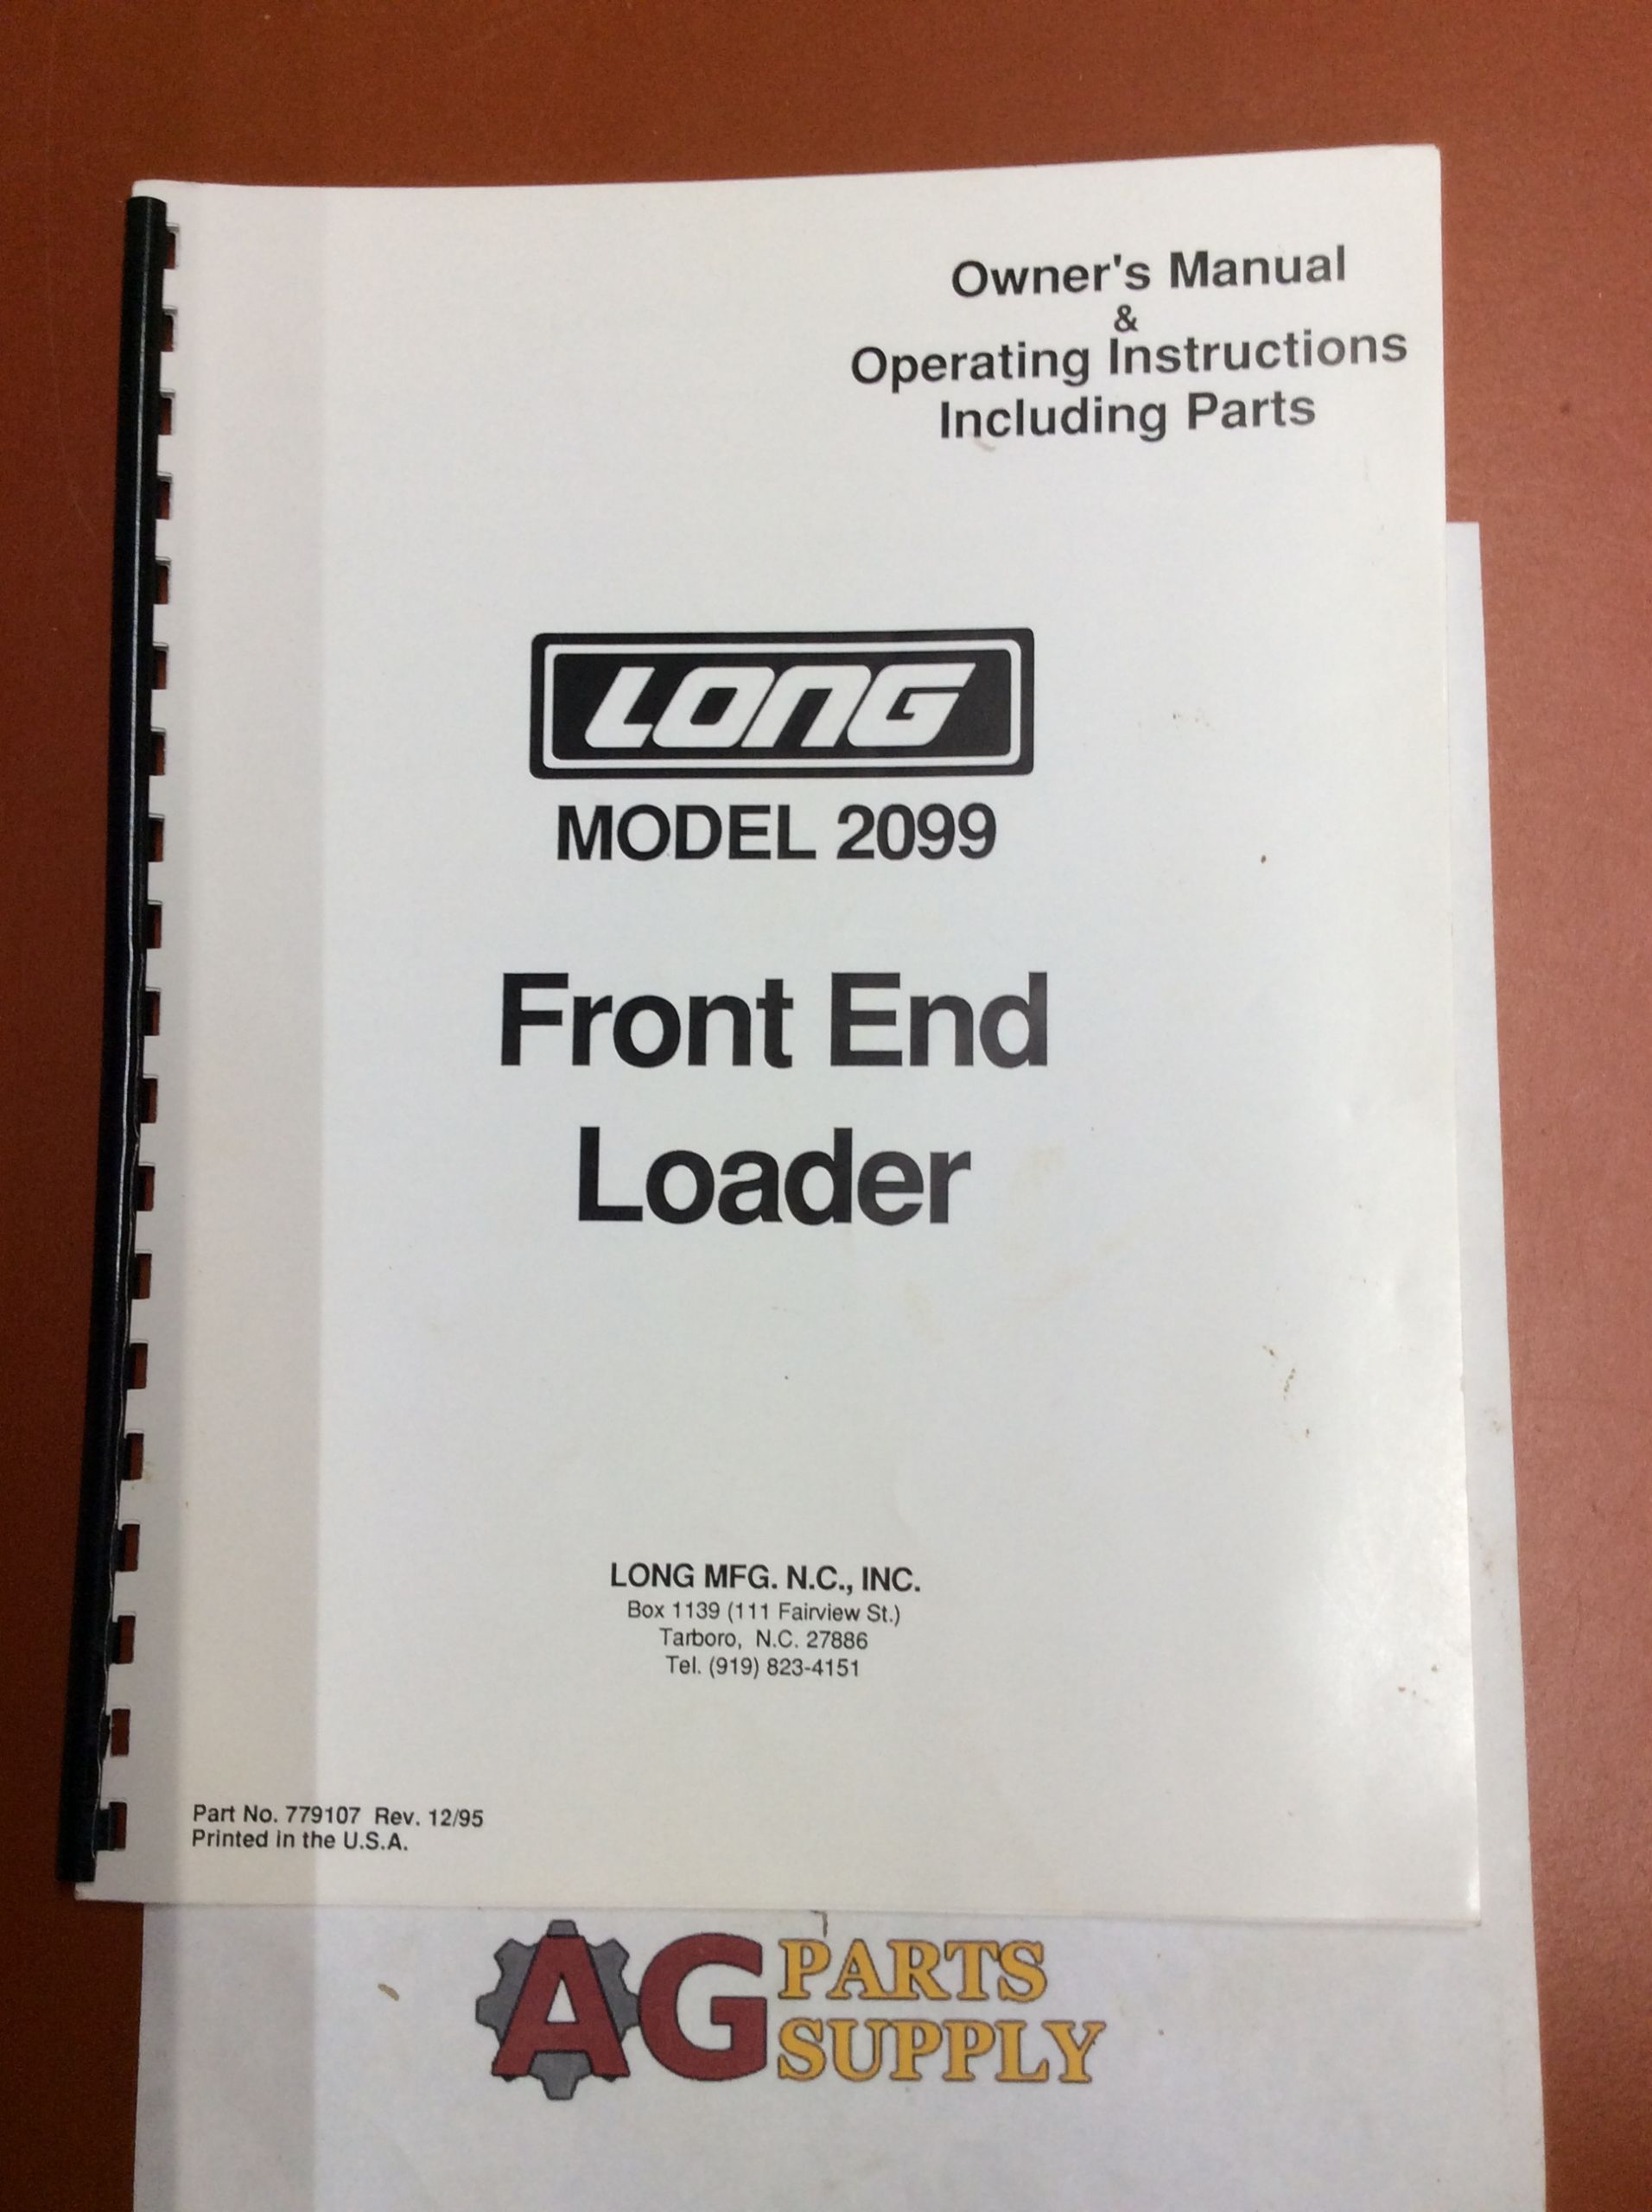 Owner's Manual
&
Operating Instructions
Including Parts
LONG
MODEL 2099
Front End
Loader
LONG MFG. N.C., INC.
Box 1139 (111 Fairview St.)
Tarboro, N.C. 27886
Tel. (919) 823-4151
Part No. 779107 Rev. 12/95
Printed in the U.S.A.
AG PARTS
SUPPLY